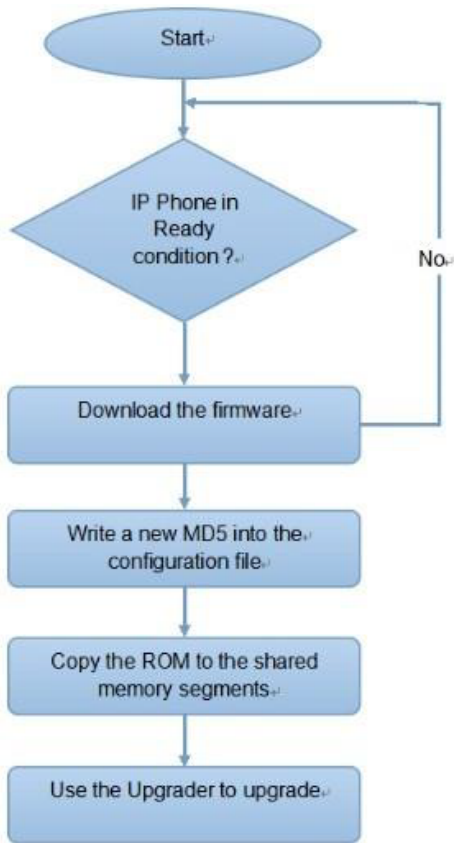 Start
IP Phone in
Ready
condition ?
No
Download the firmware
Write a new MD5 into the
configuration file
Copy the ROM to the shared
memory segments
Use the Upgrader to upgrade